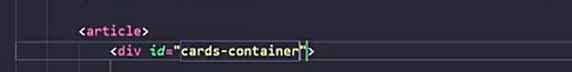 <article>
<div id="cards-container">